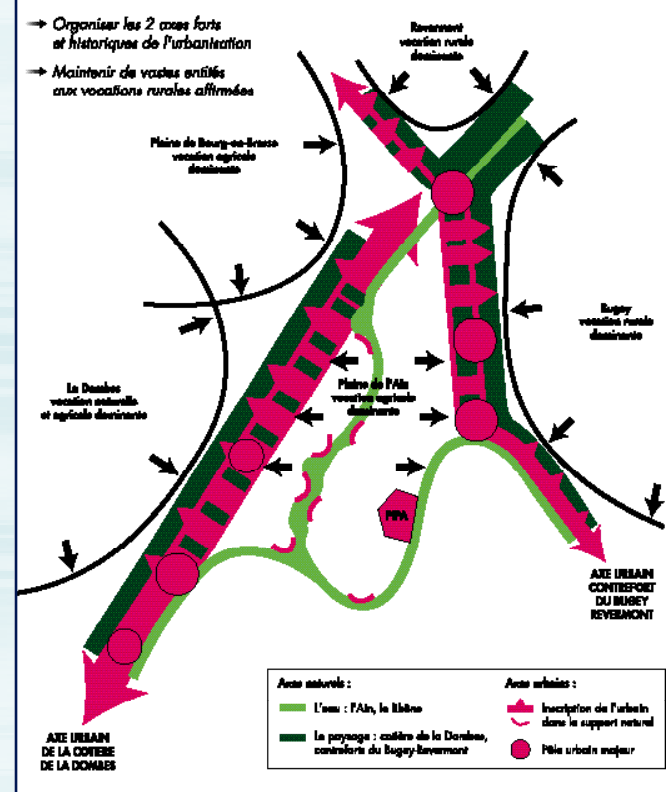 → Organiser les 2 axes forts
et historiques de l'urbanisation
→ Maintenir de vastes entités
aux vocations rurales affirmées
Revermont
vocation rurale
dominante
Plaine de Bourg-en-Bresse
vocation agricole
dominante
Bugey
vocation rurale
dominante
La Dombes
vocation naturelle
et agricole dominante
Plaine de l'Ain
vocation agricole
dominante
PIPA
AXE URBAIN
CONTREFORT
DU BUGEY
REVERMONT
AXE URBAIN
DE LA COTIERE
DE LA DOMBES
Axes naturels :
L'eau : l'Ain, le Rhône
Le paysage : cotière de la Dombes,
contreforts du Bugey-Revermont
Axes urbains :
Inscription de l'urbain
dans le support naturel
Pôle urbain majeur